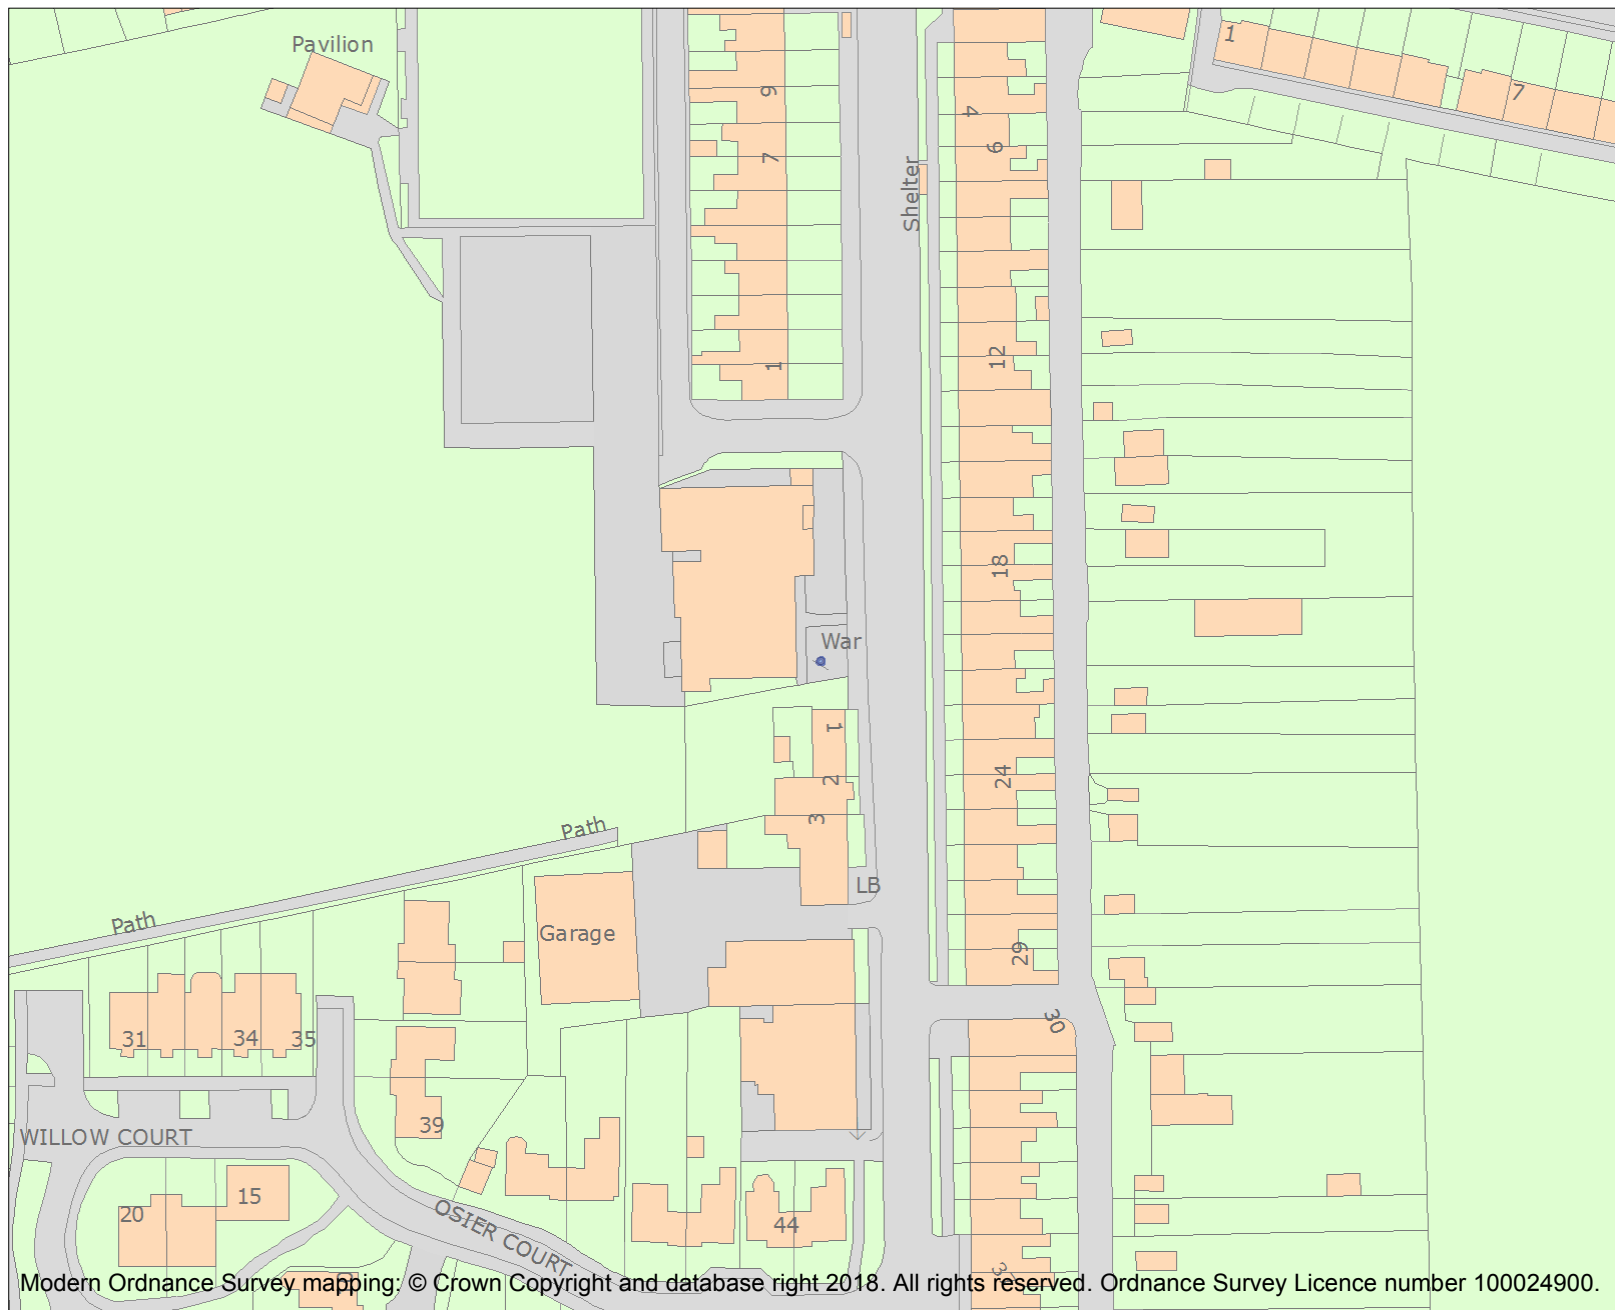 Pavilion
1
7
9
4
7
6
Shelter
12
1
18
War
1
2
24
3
Path
LB
Path
Garage
29
30
31
34
35
39
WILLOW COURT
15
20
OSIER COURT
44
Modern Ordnance Survey mapping: © Crown Copyright and database right 2018. All rights reserved. Ordnance Survey Licence number 100024900.